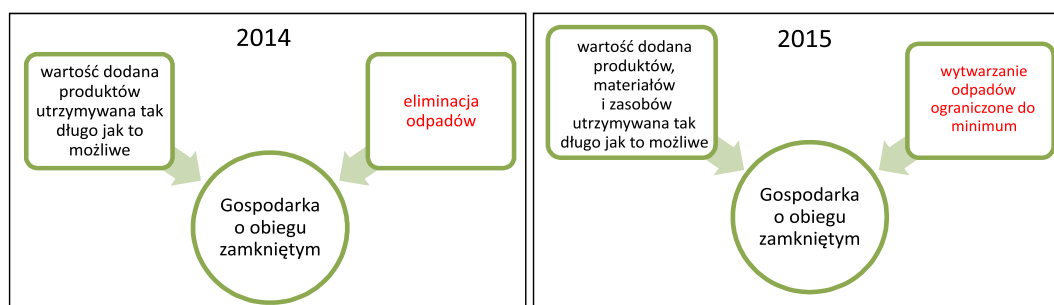 2014
wartość dodana
produktów
utrzymywana tak
długo jak to
możliwe
eliminacja
odpadów
Gospodarka
o obiegu
zamkniętym
2015
wartość dodana
produktów,
materiałów
i zasobów
utrzymywana tak
długo jak to możliwe
wytwarzanie
odpadów
ograniczone do
minimum
Gospodarka
o obiegu
zamkniętym